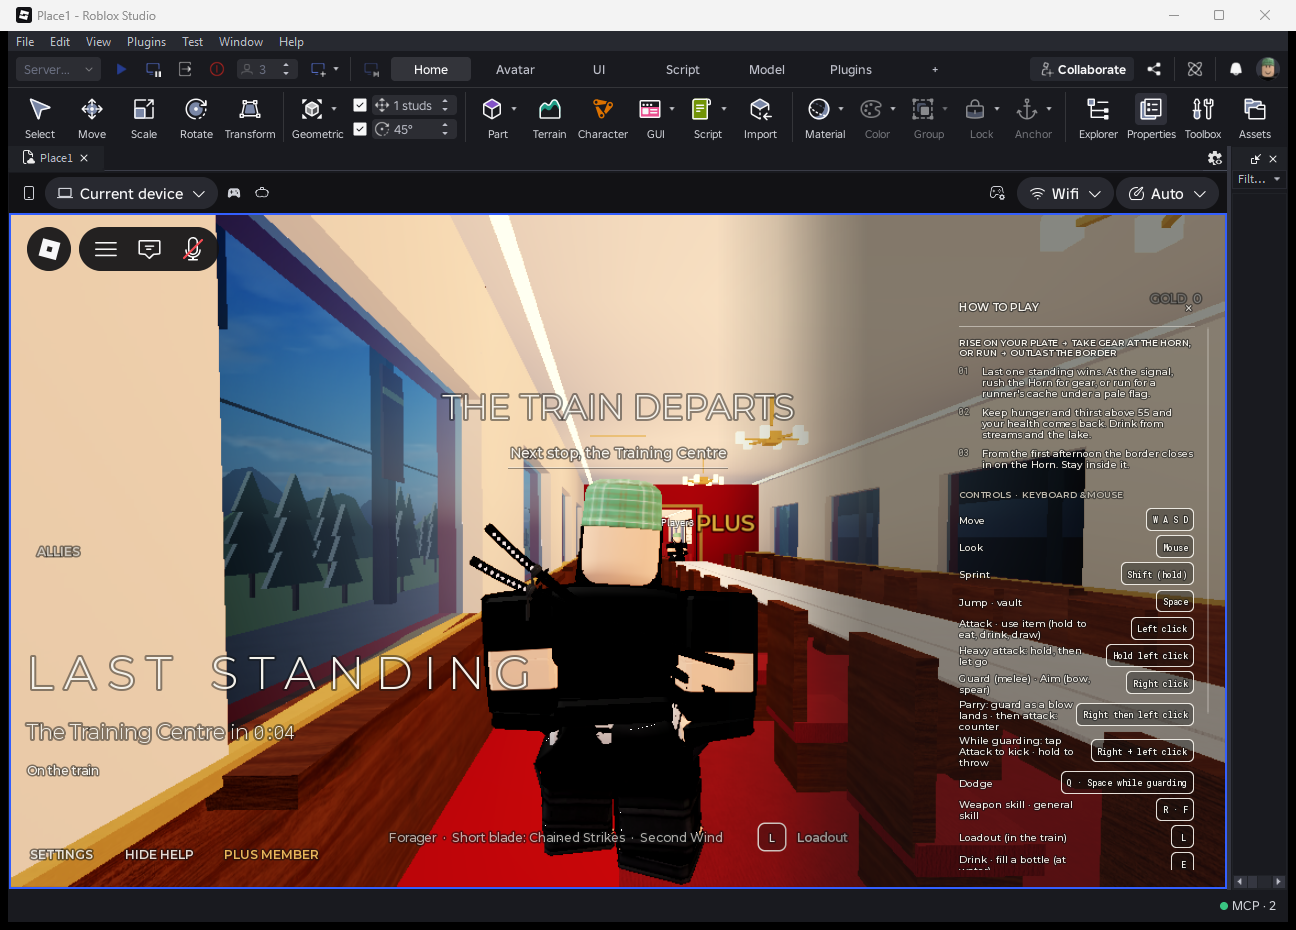 Place1 - Roblox Studio
File Edit View Plugins Test Window Help
Server... 3 Home Avatar UI Script Model Plugins + Collaborate
Select Move Scale Rotate Transform Geometric 1 studs 45° Part Terrain Character GUI Script Import Material Color Group Lock Anchor Explorer Properties Toolbox Assets
Place1
Filt...
Current device Wifi Auto
GOLD 0
HOW TO PLAY
RISE ON YOUR PLATE → TAKE GEAR AT THE HORN,
OR RUN → OUTLAST THE BORDER
01 Last one standing wins. At the signal,
rush the Horn for gear, or run for a
runner's cache under a pale flag.
02 Keep hunger and thirst above 55 and
your health comes back. Drink from
streams and the lake.
03 From the first afternoon the border closes
in on the Horn. Stay inside it.
CONTROLS · KEYBOARD & MOUSE
Move W A S D
Look Mouse
Sprint Shift (hold)
Jump · vault Space
Attack · use item (hold to
eat, drink, draw) Left click
Heavy attack: hold, then
let go Hold left click
Guard (melee) · Aim (bow,
spear) Right click
Parry: guard as a blow
lands · then attack:
counter Right then left click
While guarding: tap
Attack to kick · hold to
throw Right + left click
Dodge Q · Space while guarding
Weapon skill · general
skill R · F
Loadout (in the train) L
Drink · fill a bottle (at
water) E
THE TRAIN DEPARTS
Next stop, the Training Centre
PLUS
Player3
ALLIES
LAST STANDING
The Training Centre in 0:04
On the train
Forager · Short blade: Chained Strikes · Second Wind L Loadout
SETTINGS HIDE HELP PLUS MEMBER
MCP · 2